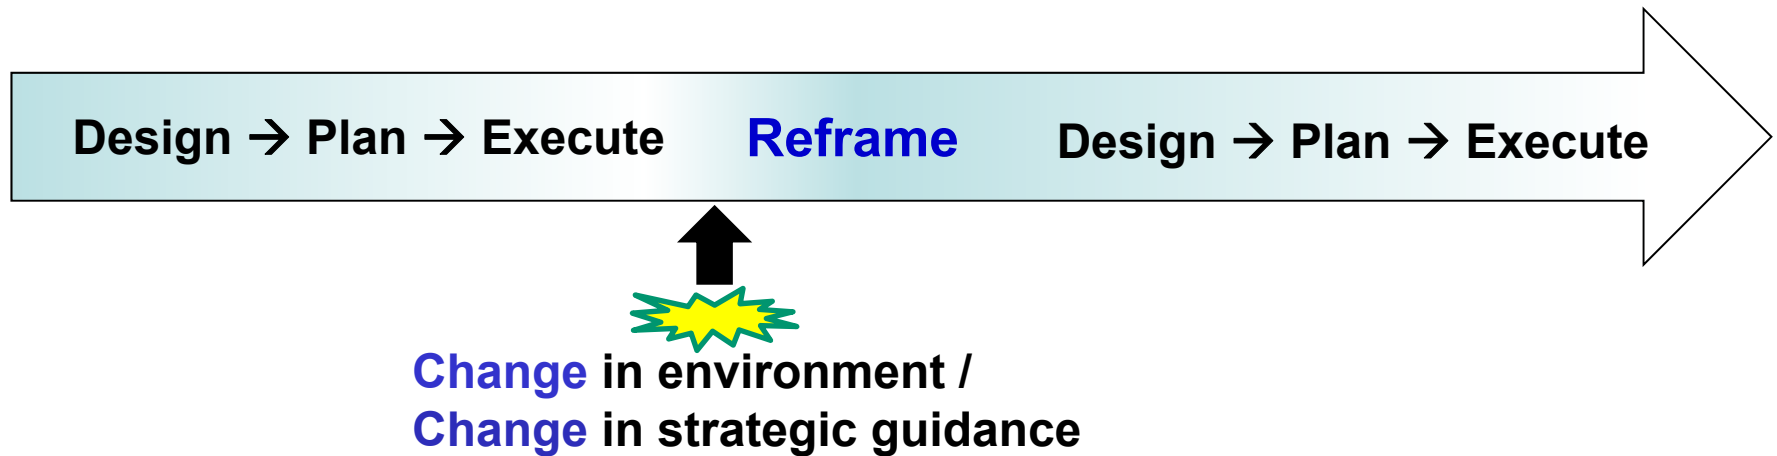 Design → Plan → Execute Reframe Design → Plan → Execute
Change in environment /
Change in strategic guidance